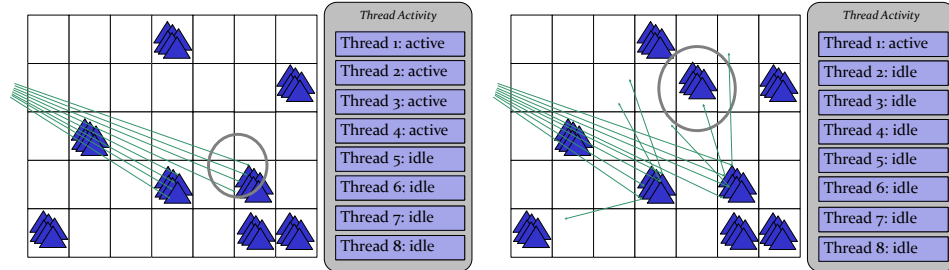 Thread Activity
Thread 1: active
Thread 2: active
Thread 3: active
Thread 4: active
Thread 5: idle
Thread 6: idle
Thread 7: idle
Thread 8: idle
Thread Activity
Thread 1: active
Thread 2: idle
Thread 3: idle
Thread 4: idle
Thread 5: idle
Thread 6: idle
Thread 7: idle
Thread 8: idle